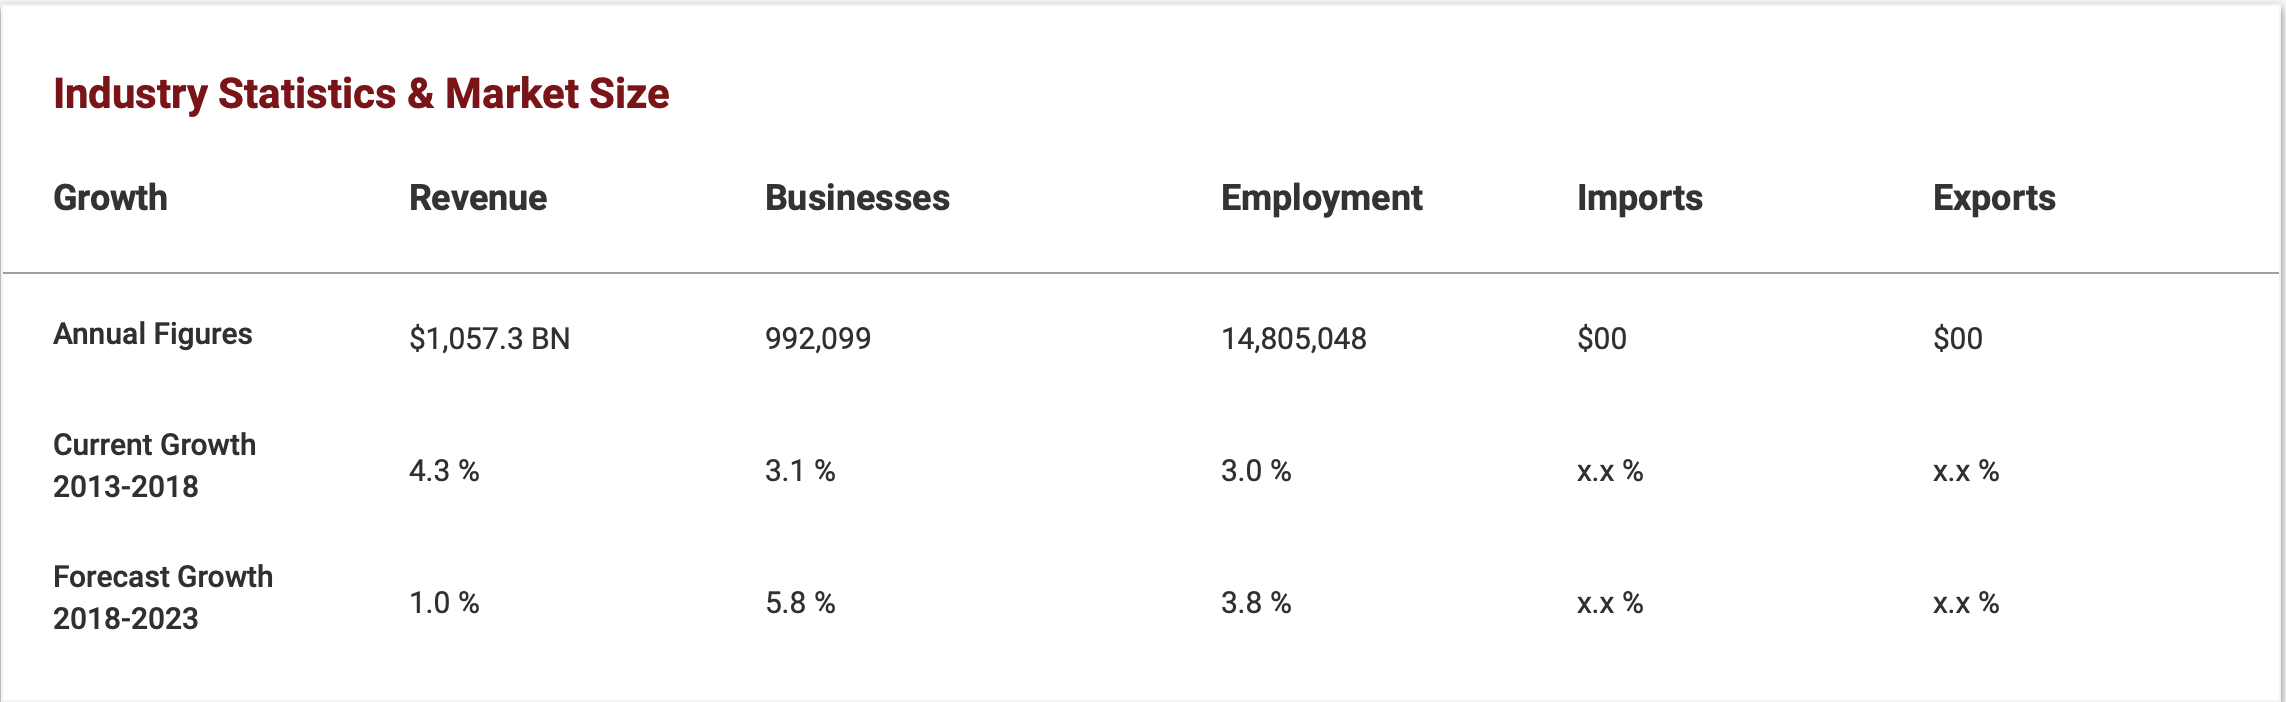 Industry Statistics & Market Size
Growth Revenue Businesses Employment Imports Exports
Annual Figures $1,057.3 BN 992,099 14,805,048 $00 $00
Current Growth
2013-2018 4.3 % 3.1 % 3.0 % x.x % x.x %
Forecast Growth
2018-2023 1.0 % 5.8 % 3.8 % x.x % x.x %